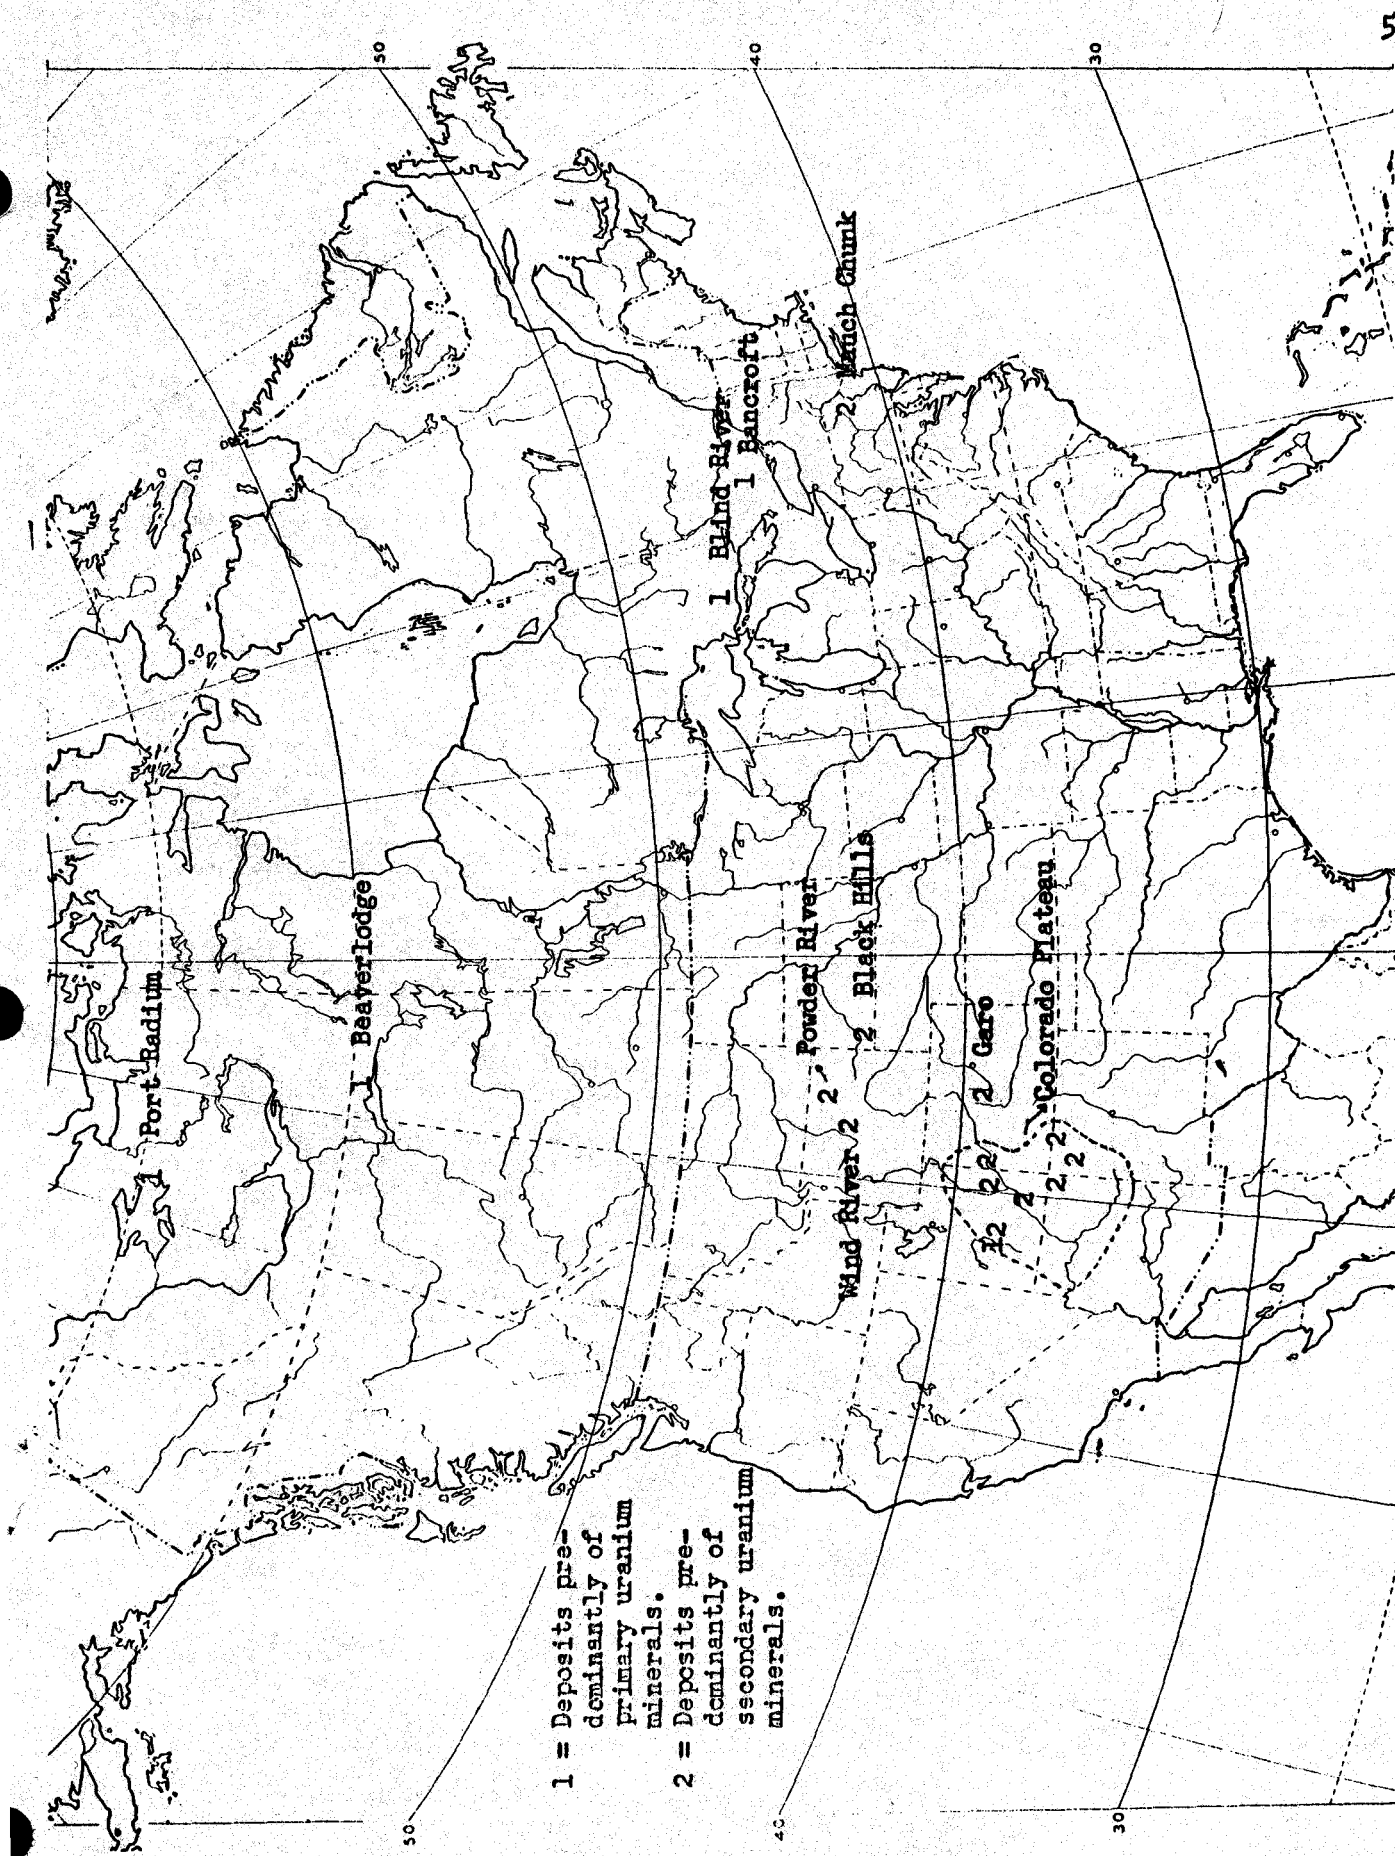 5
50
40
30
1 Port Radium
1 Beaverlodge
1 Blind River
1 Bancroft
2 Mauch Chunk
Powder River
2
2 Black Hills
Wind River 2
2 Garo
Colorado Plateau
2 2
2
2
2
2
2
2
1 = Deposits pre-
dominantly of
primary uranium
minerals.
2 = Deposits pre-
dominantly of
secondary uranium
minerals.
50
40
30